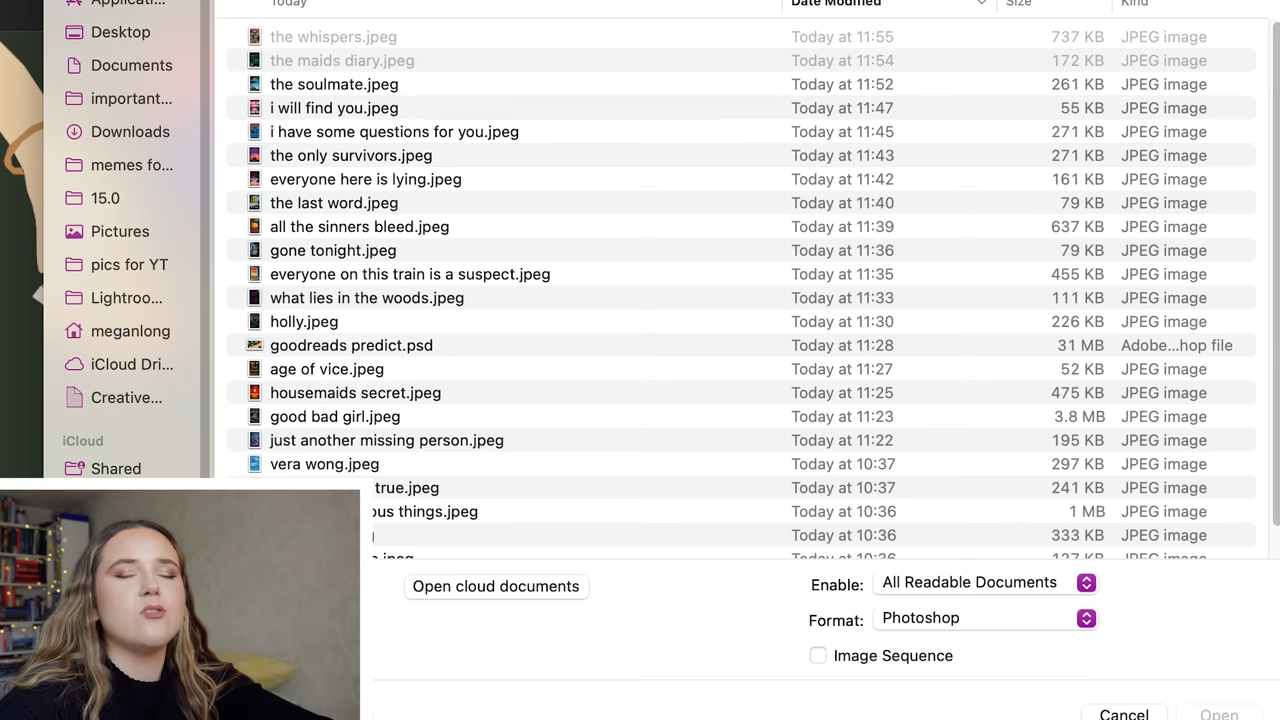 Today Date Modified Size Kind
Applicati...
Desktop
Documents
important...
Downloads
memes fo...
15.0
Pictures
pics for YT
Lightroo...
meganlong
iCloud Dri...
Creative...
iCloud
Shared
the whispers.jpeg Today at 11:55 737 KB JPEG image
the maids diary.jpeg Today at 11:54 172 KB JPEG image
the soulmate.jpeg Today at 11:52 261 KB JPEG image
i will find you.jpeg Today at 11:47 55 KB JPEG image
i have some questions for you.jpeg Today at 11:45 271 KB JPEG image
the only survivors.jpeg Today at 11:43 271 KB JPEG image
everyone here is lying.jpeg Today at 11:42 161 KB JPEG image
the last word.jpeg Today at 11:40 79 KB JPEG image
all the sinners bleed.jpeg Today at 11:39 637 KB JPEG image
gone tonight.jpeg Today at 11:36 79 KB JPEG image
everyone on this train is a suspect.jpeg Today at 11:35 455 KB JPEG image
what lies in the woods.jpeg Today at 11:33 111 KB JPEG image
holly.jpeg Today at 11:30 226 KB JPEG image
goodreads predict.psd Today at 11:28 31 MB Adobe...hop file
age of vice.jpeg Today at 11:27 52 KB JPEG image
housemaids secret.jpeg Today at 11:25 475 KB JPEG image
good bad girl.jpeg Today at 11:23 3.8 MB JPEG image
just another missing person.jpeg Today at 11:22 195 KB JPEG image
vera wong.jpeg Today at 10:37 297 KB JPEG image
true.jpeg Today at 10:37 241 KB JPEG image
ous things.jpeg Today at 10:36 1 MB JPEG image
Today at 10:36 333 KB JPEG image
Today at 10:36 127 KB JPEG image
Open cloud documents
Enable: All Readable Documents
Format: Photoshop
Image Sequence
Cancel Open